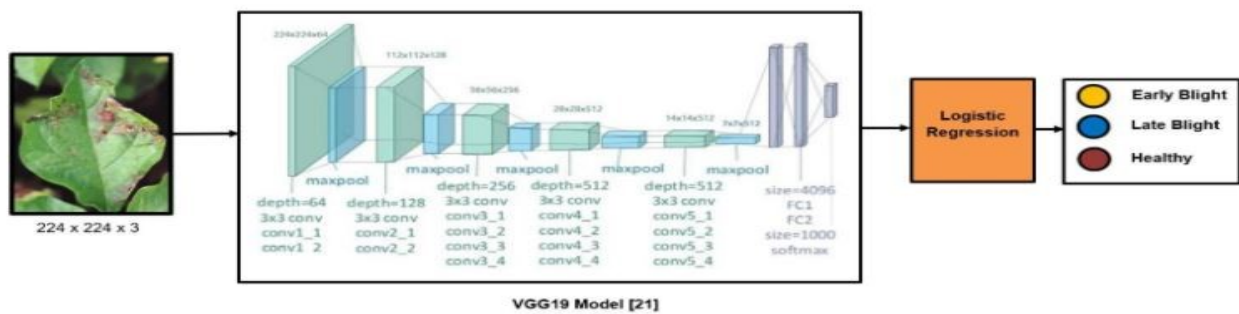 224 x 224 x 3
224x224x64
112x112x128
56x56x256
28x28x512
14x14x512
7x7x512
maxpool
maxpool
maxpool
maxpool
maxpool
depth=64
3x3 conv
conv1_1
conv1_2
depth=128
3x3 conv
conv2_1
conv2_2
depth=256
3x3 conv
conv3_1
conv3_2
conv3_3
conv3_4
depth=512
3x3 conv
conv4_1
conv4_2
conv4_3
conv4_4
depth=512
3x3 conv
conv5_1
conv5_2
conv5_3
conv5_4
size=4096
FC1
FC2
size=1000
softmax
VGG19 Model [21]
Logistic
Regression
Early Blight
Late Blight
Healthy